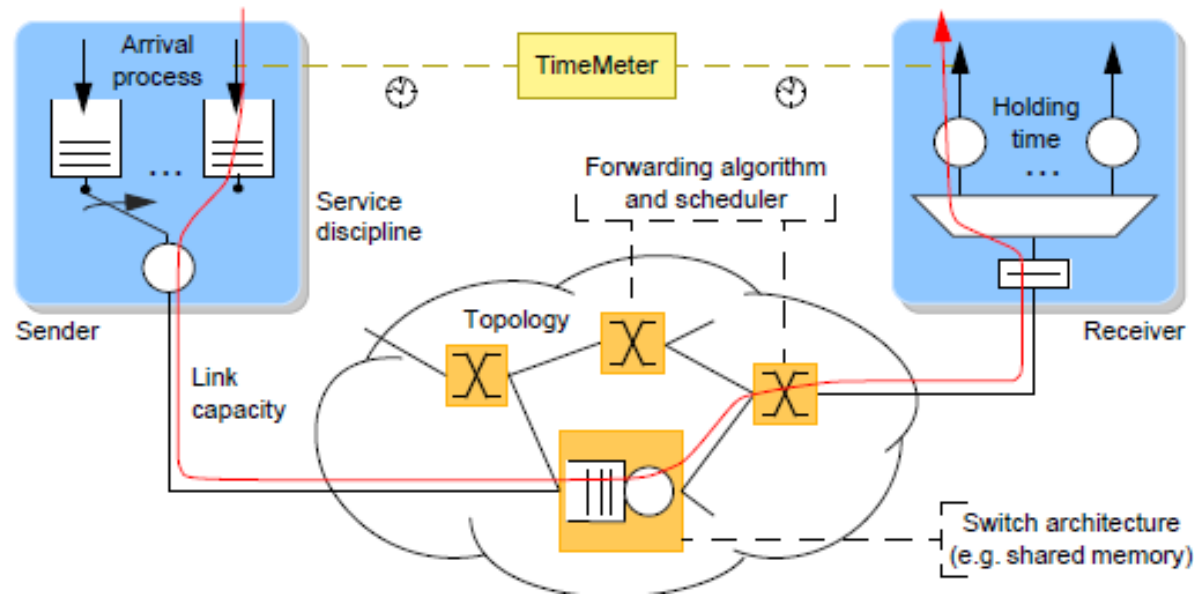 Arrival
process
TimeMeter
Holding
time
...
...
Forwarding algorithm
and scheduler
Service
discipline
Sender
Topology
Receiver
Link
capacity
Switch architecture
(e.g. shared memory)